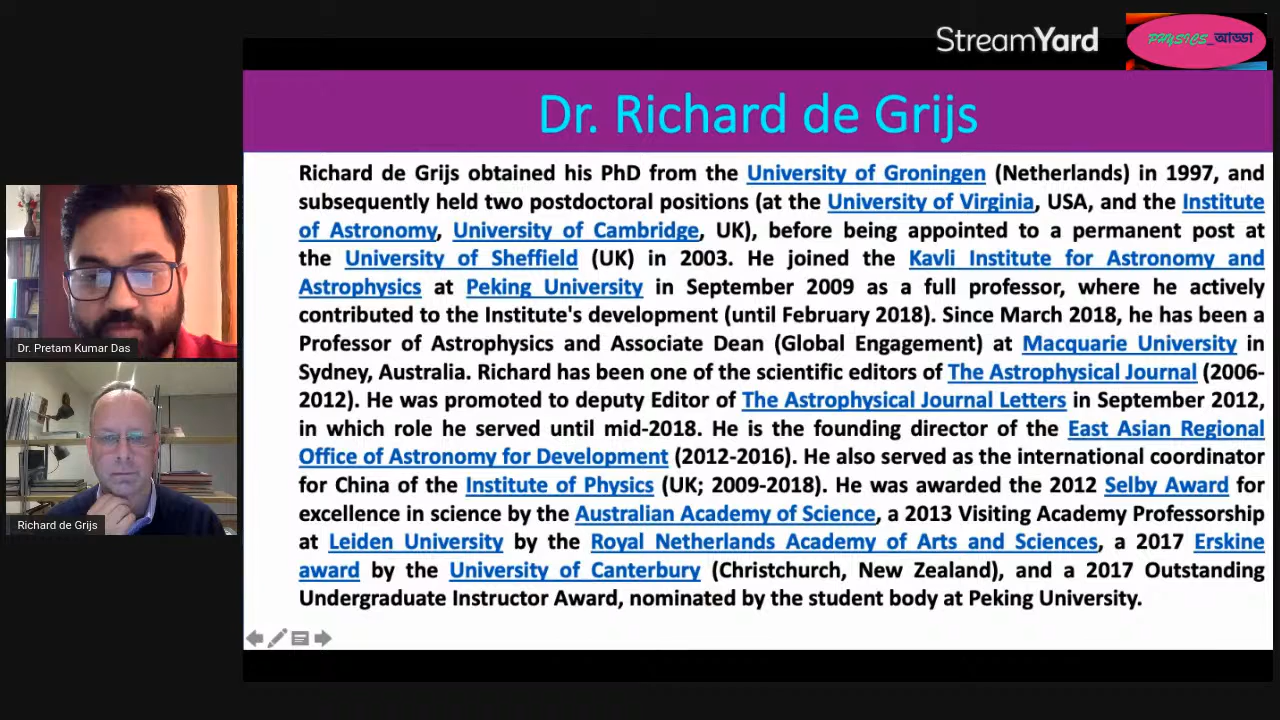 StreamYard
PHYSICS_আড্ডা
Dr. Richard de Grijs
Richard de Grijs obtained his PhD from the University of Groningen (Netherlands) in 1997, and
subsequently held two postdoctoral positions (at the University of Virginia, USA, and the Institute
of Astronomy, University of Cambridge, UK), before being appointed to a permanent post at
the University of Sheffield (UK) in 2003. He joined the Kavli Institute for Astronomy and
Astrophysics at Peking University in September 2009 as a full professor, where he actively
contributed to the Institute's development (until February 2018). Since March 2018, he has been a
Professor of Astrophysics and Associate Dean (Global Engagement) at Macquarie University in
Sydney, Australia. Richard has been one of the scientific editors of The Astrophysical Journal (2006-
2012). He was promoted to deputy Editor of The Astrophysical Journal Letters in September 2012,
in which role he served until mid-2018. He is the founding director of the East Asian Regional
Office of Astronomy for Development (2012-2016). He also served as the international coordinator
for China of the Institute of Physics (UK; 2009-2018). He was awarded the 2012 Selby Award for
excellence in science by the Australian Academy of Science, a 2013 Visiting Academy Professorship
at Leiden University by the Royal Netherlands Academy of Arts and Sciences, a 2017 Erskine
award by the University of Canterbury (Christchurch, New Zealand), and a 2017 Outstanding
Undergraduate Instructor Award, nominated by the student body at Peking University.
Dr. Pretam Kumar Das
Richard de Grijs